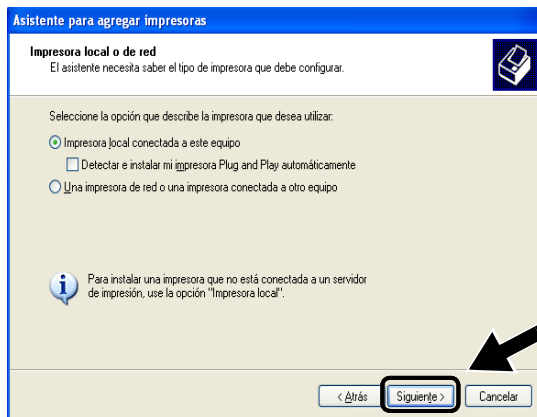 Asistente para agregar impresoras
Impresora local o de red
El asistente necesita saber el tipo de impresora que debe configurar.
Seleccione la opción que describe la impresora que desea utilizar:
Impresora local conectada a este equipo
Detectar e instalar mi impresora Plug and Play automáticamente
Una impresora de red o una impresora conectada a otro equipo
Para instalar una impresora que no está conectada a un servidor
de impresión, use la opción "Impresora local".
< Atrás Siguiente > Cancelar